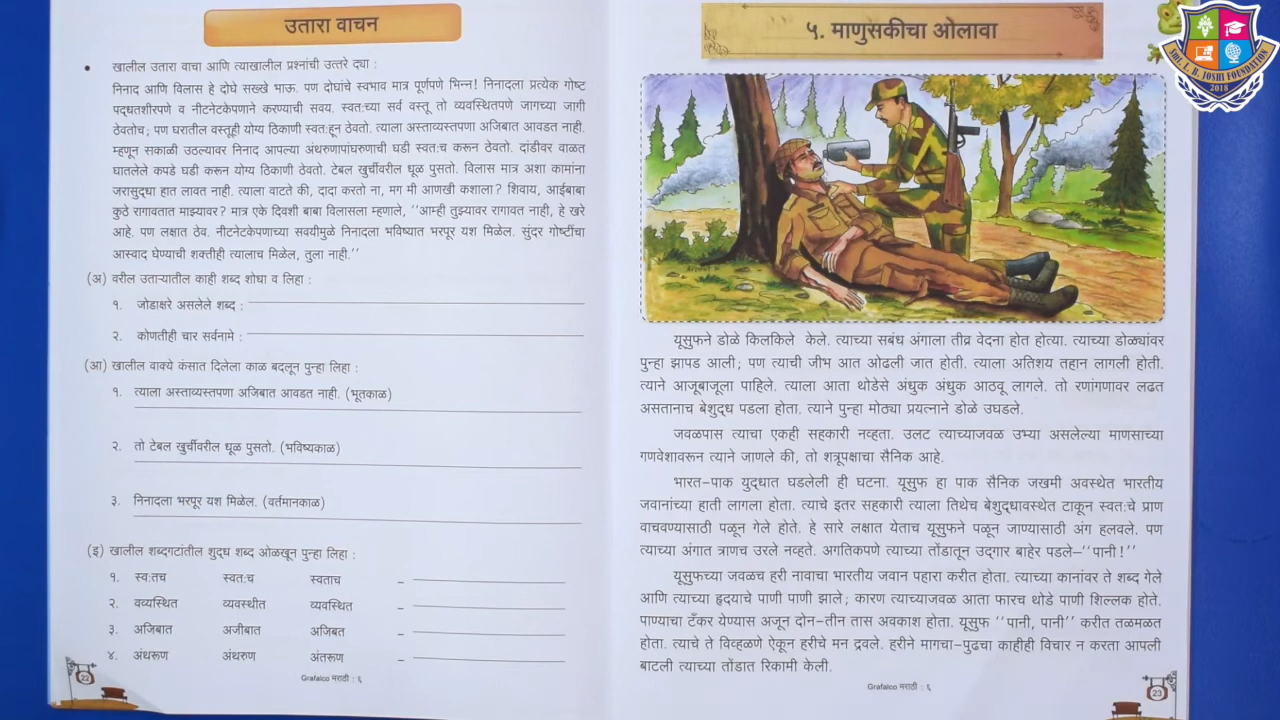 उतारा वाचन
• खालील उतारा वाचा आणि त्याखालील प्रश्नांची उत्तरे द्या :
निनाद आणि विलास हे दोघे सख्खे भाऊ. पण दोघांचे स्वभाव मात्र पूर्णपणे भिन्न! निनादला प्रत्येक गोष्ट
पद्धतशीरपणे व नीटनेटकेपणाने करण्याची सवय. स्वत:च्या सर्व वस्तू तो व्यवस्थितपणे जागच्या जागी
ठेवतोच; पण घरातील वस्तूही योग्य ठिकाणी स्वत:हून ठेवतो. त्याला अस्ताव्यस्तपणा अजिबात आवडत नाही.
म्हणून सकाळी उठल्यावर निनाद आपल्या अंथरुणापांघरुणाची घडी स्वत:च करून ठेवतो. दांडीवर वाळत
घातलेले कपडे घडी करून योग्य ठिकाणी ठेवतो. टेबल खुर्चीवरील धूळ पुसतो. विलास मात्र अशा कामांना
जरासुद्धा हात लावत नाही. त्याला वाटते की, दादा करतो ना, मग मी आणखी कशाला? शिवाय, आईबाबा
कुठे रागावतात माझ्यावर? मात्र एके दिवशी बाबा विलासला म्हणाले, ‘‘आम्ही तुझ्यावर रागावत नाही, हे खरे
आहे. पण लक्षात ठेव. नीटनेटकेपणाच्या सवयीमुळे निनादला भविष्यात भरपूर यश मिळेल. सुंदर गोष्टींचा
आस्वाद घेण्याची शक्तीही त्यालाच मिळेल, तुला नाही.’’
(अ) वरील उताऱ्यातील काही शब्द शोधा व लिहा :
१. जोडाक्षरे असलेले शब्द :
२. कोणतीही चार सर्वनामे :
(आ) खालील वाक्ये कंसात दिलेला काळ बदलून पुन्हा लिहा :
१. त्याला अस्ताव्यस्तपणा अजिबात आवडत नाही. (भूतकाळ)
२. तो टेबल खुर्चीवरील धूळ पुसतो. (भविष्यकाळ)
३. निनादला भरपूर यश मिळेल. (वर्तमानकाळ)
(इ) खालील शब्दगटांतील शुद्ध शब्द ओळखून पुन्हा लिहा :
१. स्व:तच स्वत:च स्वताच –
२. वव्यस्थित व्यवस्थीत व्यवस्थित –
३. अजिबात अजीबात अजिबत –
४. अंथरूण अंथरुण अंतरूण –
Grafalco मराठी : ६
22
५. माणुसकीचा ओलावा
यूसुफने डोळे किलकिले केले. त्याच्या सबंध अंगाला तीव्र वेदना होत होत्या. त्याच्या डोळ्यांवर
पुन्हा झापड आली; पण त्याची जीभ आत ओढली जात होती. त्याला अतिशय तहान लागली होती.
त्याने आजूबाजूला पाहिले. त्याला आता थोडेसे अंधुक अंधुक आठवू लागले. तो रणांगणावर लढत
असतानाच बेशुद्ध पडला होता. त्याने पुन्हा मोठ्या प्रयत्नाने डोळे उघडले.
जवळपास त्याचा एकही सहकारी नव्हता. उलट त्याच्याजवळ उभ्या असलेल्या माणसाच्या
गणवेशावरून त्याने जाणले की, तो शत्रूपक्षाचा सैनिक आहे.
भारत–पाक युद्धात घडलेली ही घटना. यूसुफ हा पाक सैनिक जखमी अवस्थेत भारतीय
जवानांच्या हाती लागला होता. त्याचे इतर सहकारी त्याला तिथेच बेशुद्धावस्थेत टाकून स्वत:चे प्राण
वाचवण्यासाठी पळून गेले होते. हे सारे लक्षात येताच यूसुफने पळून जाण्यासाठी अंग हलवले. पण
त्याच्या अंगात त्राणच उरले नव्हते. अगतिकपणे त्याच्या तोंडातून उद्गार बाहेर पडले–‘‘पानी!’’
यूसुफच्या जवळच हरी नावाचा भारतीय जवान पहारा करीत होता. त्याच्या कानांवर ते शब्द गेले
आणि त्याच्या हृदयाचे पाणी पाणी झाले; कारण त्याच्याजवळ आता फारच थोडे पाणी शिल्लक होते.
पाण्याचा टँकर येण्यास अजून दोन–तीन तास अवकाश होता. यूसुफ ‘‘पानी, पानी’’ करीत तळमळत
होता. त्याचे ते विव्हळणे ऐकून हरीचे मन द्रवले. हरीने मागचा–पुढचा काहीही विचार न करता आपली
बाटली त्याच्या तोंडात रिकामी केली.
Grafalco मराठी : ६
23
SHRI. L. B. JOSHI FOUNDATION
2018